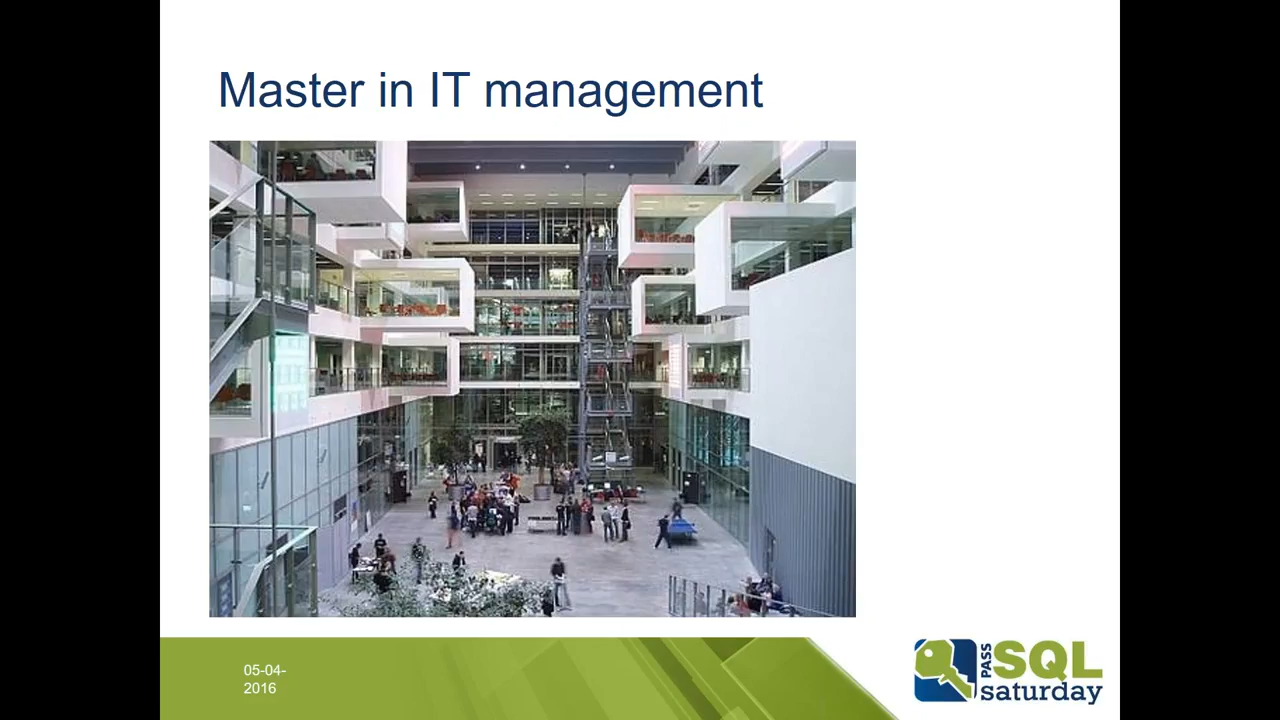 Master in IT management
05-04-
2016
PASS
SQL
saturday